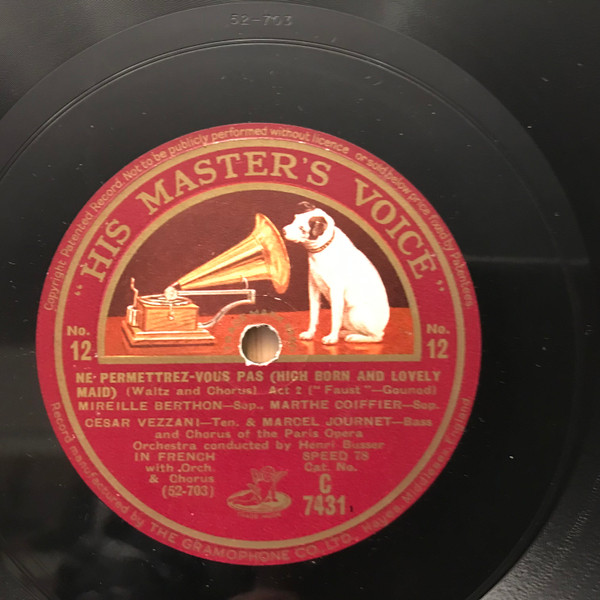 52-703
Copyright. Patented Record. Not to be publicly performed without licence or sold below price fixed by Patentees.
"HIS MASTER'S VOICE"
No. 12
No. 12
NE PERMETTREZ-VOUS PAS (HIGH BORN AND LOVELY
MAID) (Waltz and Chorus). Act 2 ("Faust"—Gounod)
MIREILLE BERTHON—Sop., MARTHE COIFFIER—Sop.
CÉSAR VEZZANI—Ten. & MARCEL JOURNET—Bass
and Chorus of the Paris Opera
Orchestra conducted by Henri Busser
IN FRENCH SPEED 78
with Orch. Cat. No.
& Chorus C
(52-703) 7431
Record manufactured by THE GRAMOPHONE CO. LTD., Hayes, Middlesex, England.